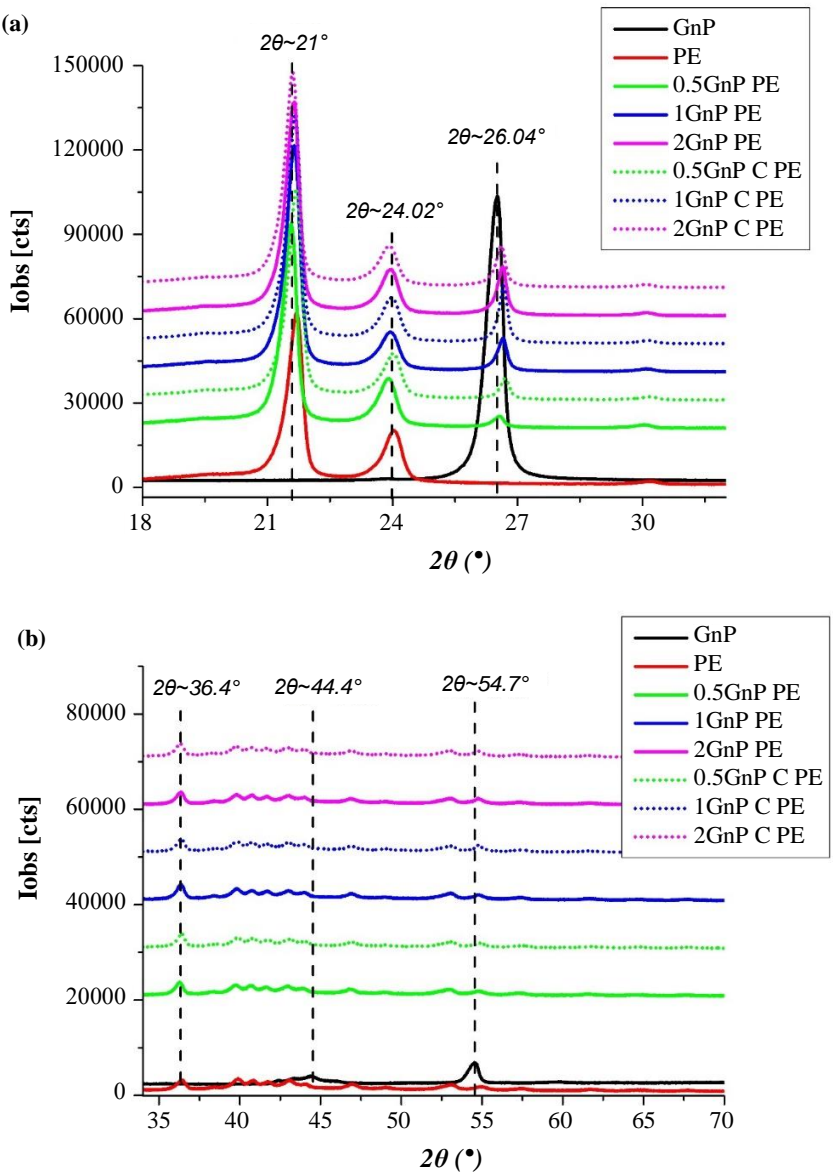 (a)
2θ~21°
2θ~24.02°
2θ~26.04°
GnP
PE
0.5GnP PE
1GnP PE
2GnP PE
0.5GnP C PE
1GnP C PE
2GnP C PE
Iobs [cts]
150000
120000
90000
60000
30000
0
18
21
24
27
30
2θ (•)
(b)
2θ~36.4°
2θ~44.4°
2θ~54.7°
GnP
PE
0.5GnP PE
1GnP PE
2GnP PE
0.5GnP C PE
1GnP C PE
2GnP C PE
Iobs [cts]
80000
60000
40000
20000
0
35
40
45
50
55
60
65
70
2θ (•)